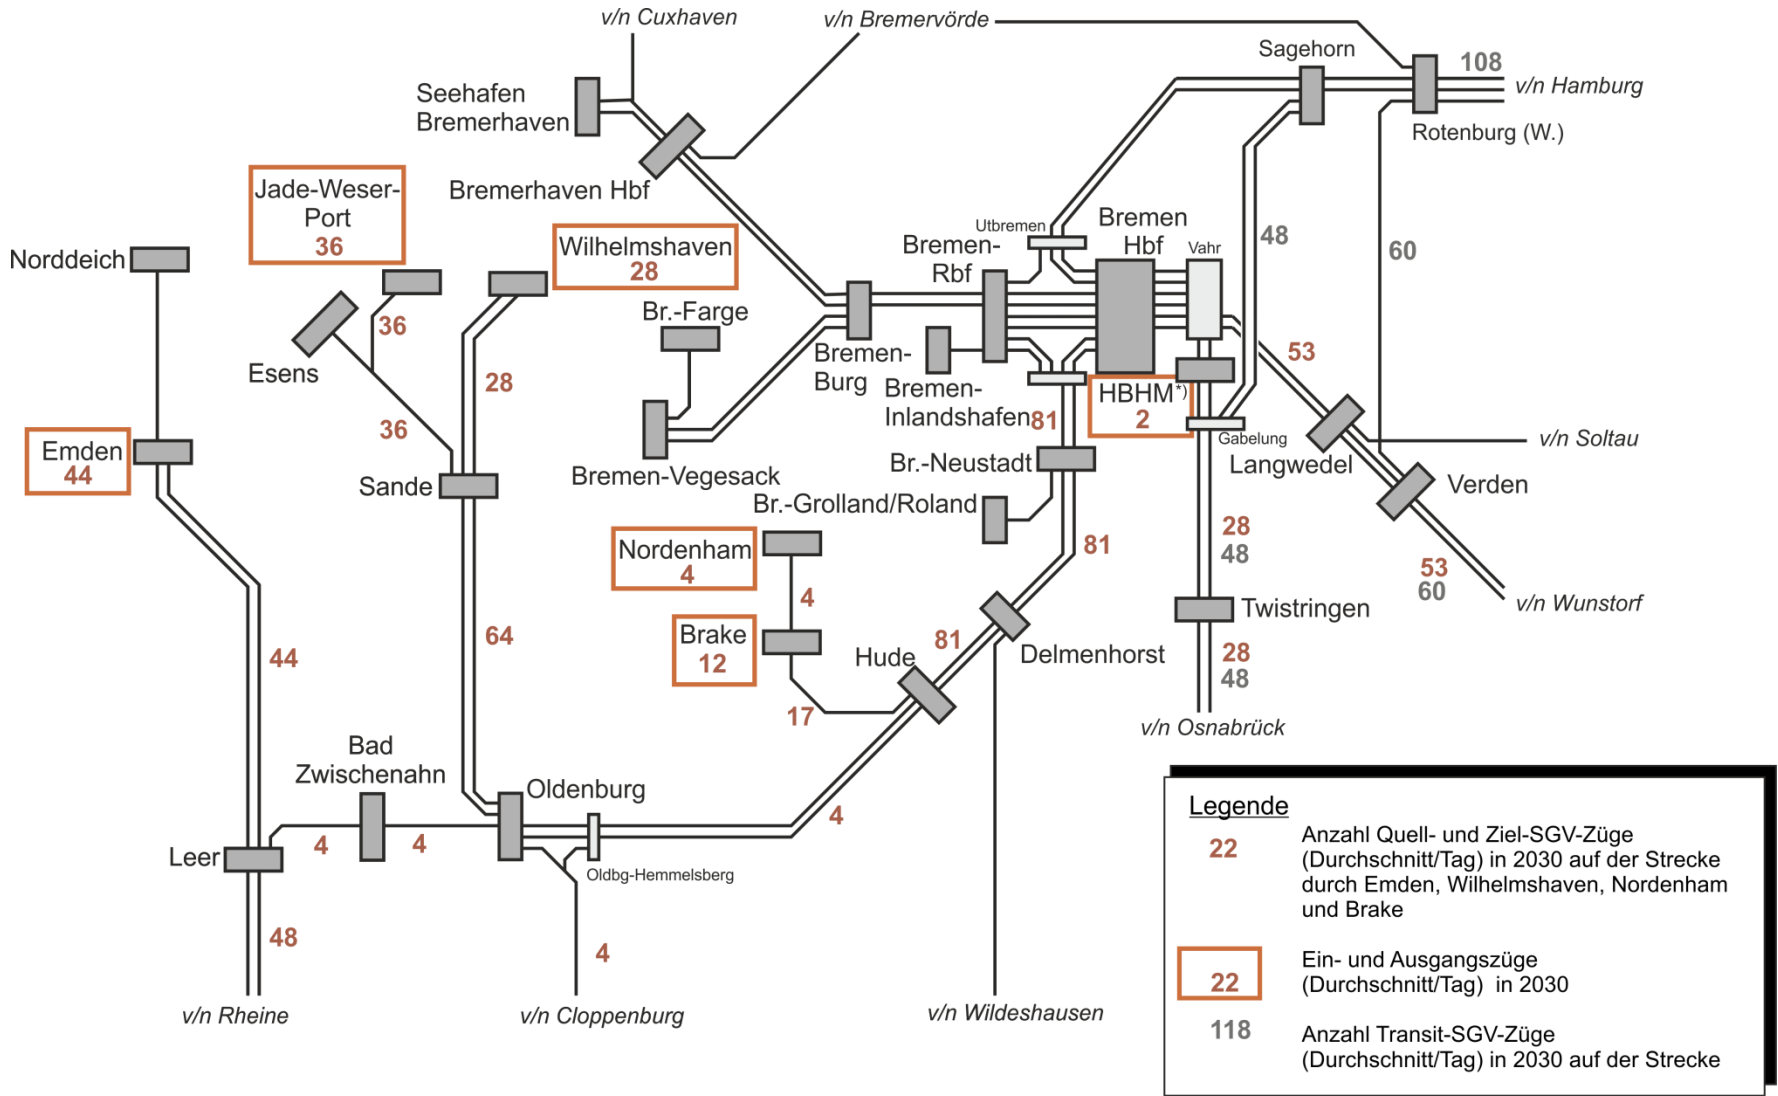 v/n Cuxhaven
v/n Bremervörde
Sagehorn
108
v/n Hamburg
Rotenburg (W.)
Seehafen
Bremerhaven
Bremerhaven Hbf
Jade-Weser-
Port
36
Wilhelmshaven
28
Norddeich
Utbremen
Bremen
Hbf
Vahr
48
60
Bremen-
Rbf
36
Br.-Farge
Esens
28
Bremen-
Burg
Bremen-
Inlandshafen
81
HBHM*)
2
53
Gabelung
Langwedel
v/n Soltau
36
Emden
44
Sande
Bremen-Vegesack
Br.-Neustadt
Verden
Br.-Grolland/Roland
Nordenham
4
4
81
28
48
53
60
v/n Wunstorf
Twistringen
Brake
12
64
44
17
Hude
81
Delmenhorst
28
48
v/n Osnabrück
Bad
Zwischenahn
Oldenburg
4
4
4
Leer
Oldbg-Hemmelsberg
48
4
v/n Rheine
v/n Cloppenburg
v/n Wildeshausen
Legende
22
Anzahl Quell- und Ziel-SGV-Züge
(Durchschnitt/Tag) in 2030 auf der Strecke
durch Emden, Wilhelmshaven, Nordenham
und Brake
22
Ein- und Ausgangszüge
(Durchschnitt/Tag) in 2030
118
Anzahl Transit-SGV-Züge
(Durchschnitt/Tag) in 2030 auf der Strecke